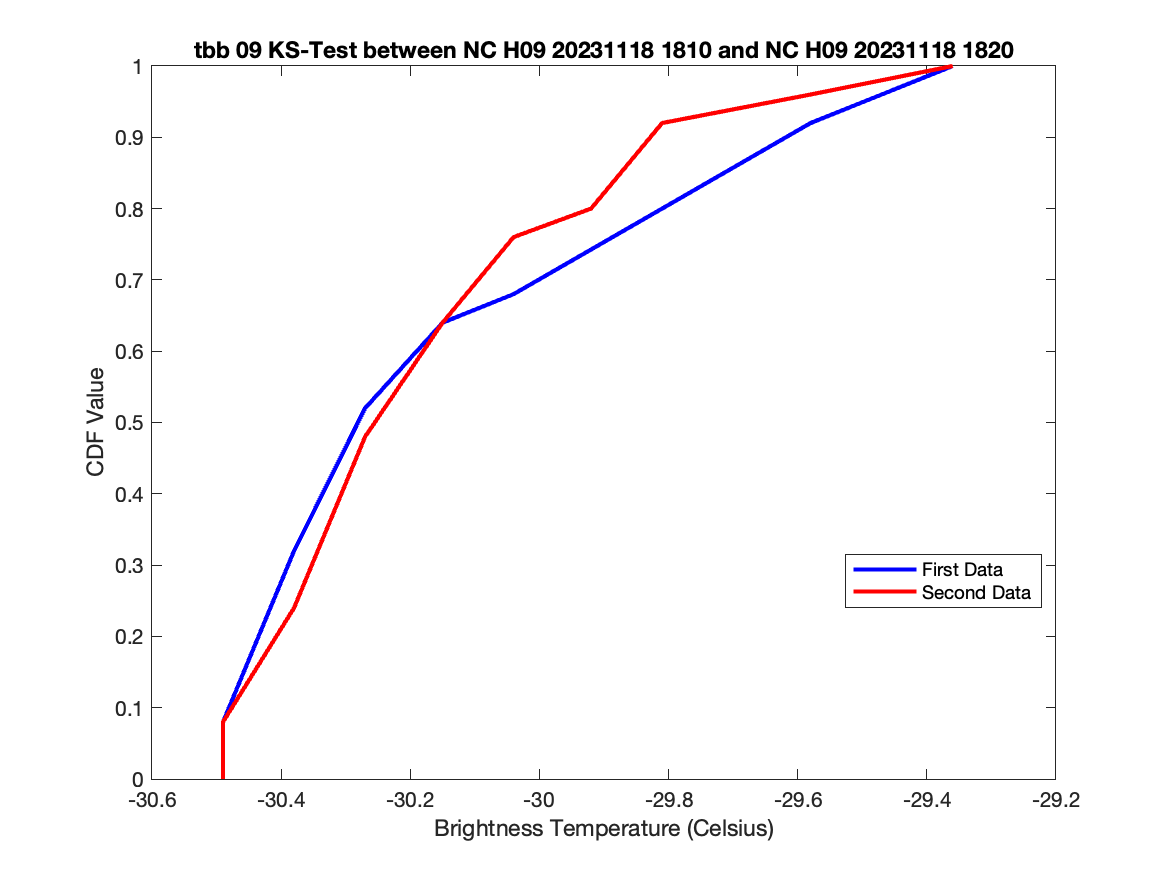 tbb 09 KS-Test between NC H09 20231118 1810 and NC H09 20231118 1820
1
0.9
0.8
0.7
0.6
0.5
0.4
0.3
0.2
0.1
0
CDF Value
First Data
Second Data
-30.6 -30.4 -30.2 -30 -29.8 -29.6 -29.4 -29.2
Brightness Temperature (Celsius)